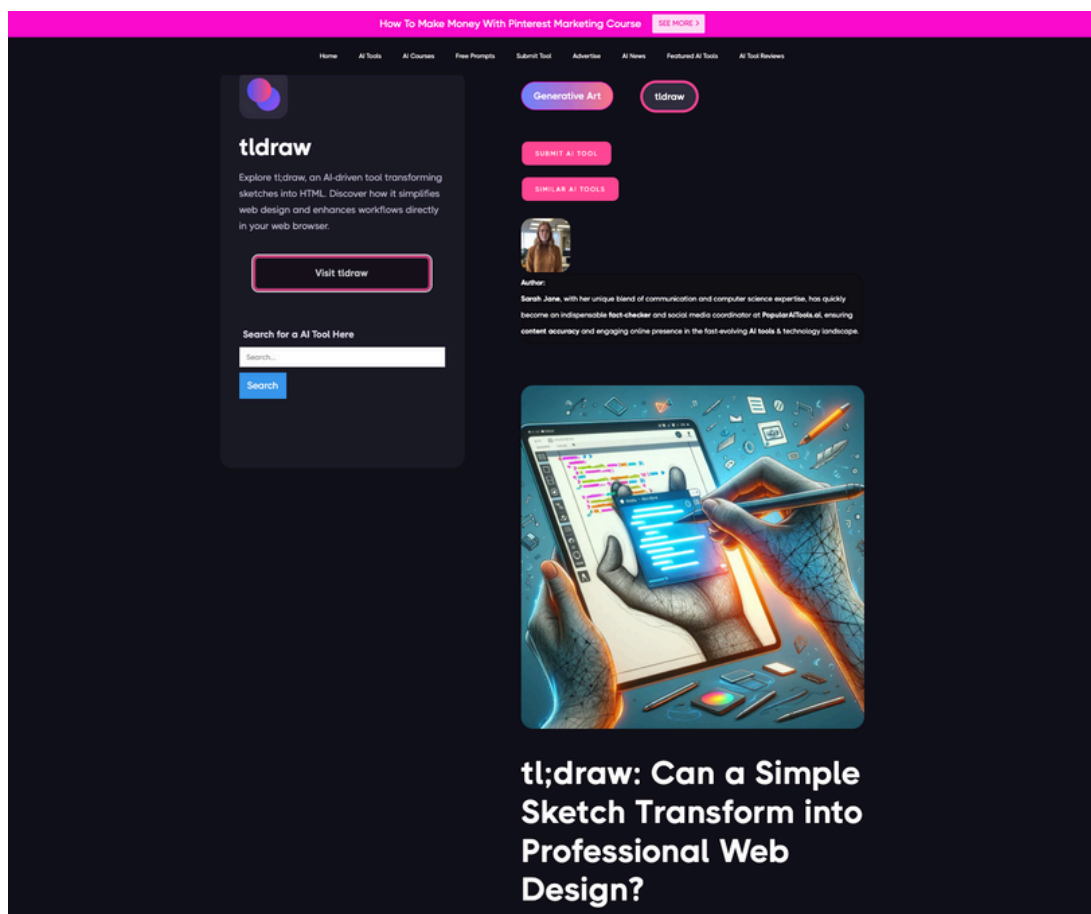 How To Make Money With Pinterest Marketing Course SEE MORE >
Home AI Tools AI Courses Free Prompts Submit Tool Advertise AI News Featured AI Tools AI Tool Reviews
tldraw
Explore tl;draw, an AI-driven tool transforming
sketches into HTML. Discover how it simplifies
web design and enhances workflows directly
in your web browser.
Visit tldraw
Search for a AI Tool Here
Search...
Search
Generative Art tldraw
SUBMIT AI TOOL
SIMILAR AI TOOLS
Author:
Sarah Jane, with her unique blend of communication and computer science expertise, has quickly
become an indispensable fact-checker and social media coordinator at PopularAiTools.ai, ensuring
content accuracy and engaging online presence in the fast-evolving AI tools & technology landscape.
tl;draw: Can a Simple
Sketch Transform into
Professional Web
Design?